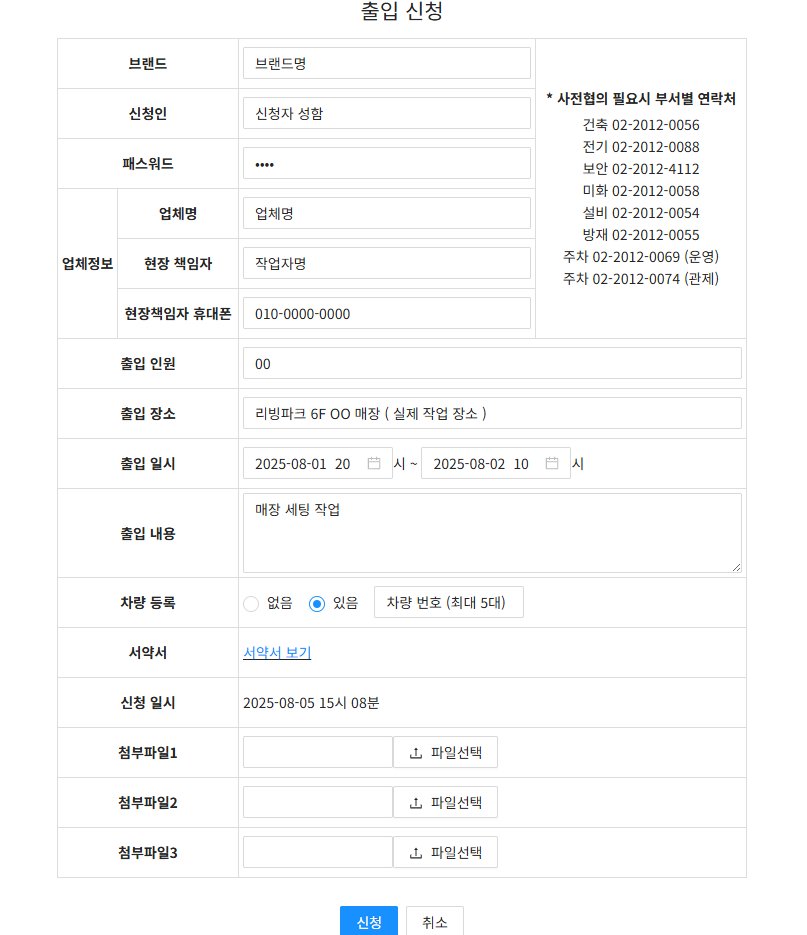 출입 신청
브랜드
브랜드명
신청인
신청자 성함
패스워드
••••
업체정보
업체명
업체명
현장 책임자
작업자명
현장책임자 휴대폰
010-0000-0000
* 사전협의 필요시 부서별 연락처
건축 02-2012-0056
전기 02-2012-0088
보안 02-2012-4112
미화 02-2012-0058
설비 02-2012-0054
방재 02-2012-0055
주차 02-2012-0069 (운영)
주차 02-2012-0074 (관제)
출입 인원
00
출입 장소
리빙파크 6F OO 매장 ( 실제 작업 장소 )
출입 일시
2025-08-01 20 시 ~ 2025-08-02 10 시
출입 내용
매장 세팅 작업
차량 등록
없음 있음 차량 번호 (최대 5대)
서약서
서약서 보기
신청 일시
2025-08-05 15시 08분
첨부파일1
파일선택
첨부파일2
파일선택
첨부파일3
파일선택
신청 취소